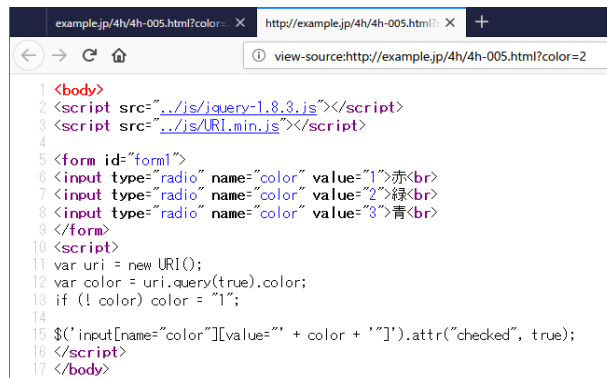 example.jp/4h/4h-005.html?color=
http://example.jp/4h/4h-005.html?
view-source:http://example.jp/4h/4h-005.html?color=2
1 <body>
2 <script src="../js/jquery-1.8.3.js"></script>
3 <script src="../js/URI.min.js"></script>
4
5 <form id="form1">
6 <input type="radio" name="color" value="1">赤<br>
7 <input type="radio" name="color" value="2">緑<br>
8 <input type="radio" name="color" value="3">青<br>
9 </form>
10 <script>
11 var uri = new URI();
12 var color = uri.query(true).color;
13 if (! color) color = "1";
14
15 $('input[name="color"][value="' + color + '"]').attr("checked", true);
16 </script>
17 </body>